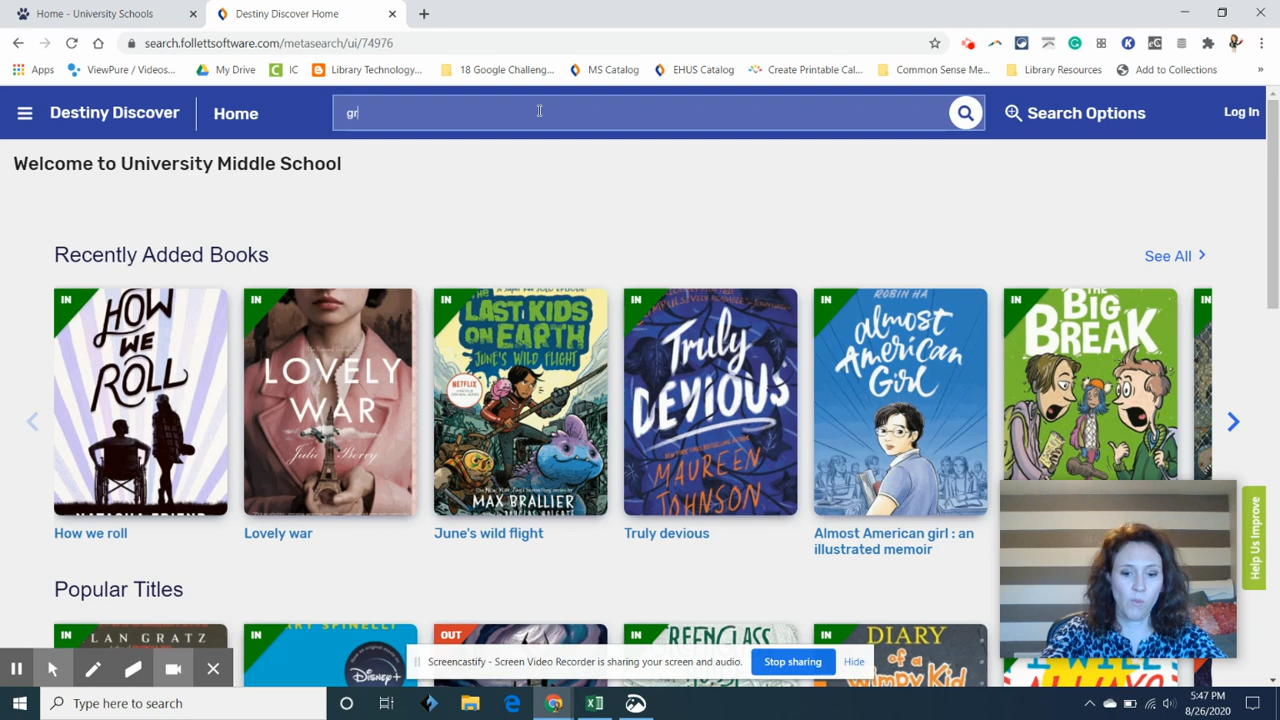 Home - University Schools
Destiny Discover Home
search.follettsoftware.com/metasearch/ui/74976
Apps
ViewPure / Videos...
My Drive
IC
Library Technology...
18 Google Challeng...
MS Catalog
EHUS Catalog
Create Printable Cal...
Common Sense Me...
Library Resources
Add to Collections
Destiny Discover
Home
gr
Search Options
Log In
Welcome to University Middle School
Recently Added Books
See All
IN
HOW WE ROLL
IN
LOVELY WAR
Julie Berry
IN
LAST KIDS ON EARTH
JUNE'S WILD FLIGHT
NETFLIX
MAX BRALLIER
IN
Truly DEVIOUS
MAUREEN JOHNSON
IN
ROBIN HA
almost American Girl
IN
THE BIG BREAK
IN
How we roll
Lovely war
June's wild flight
Truly devious
Almost American girl : an
illustrated memoir
Help Us Improve
Popular Titles
IN
ALAN GRATZ
IN
SPINELLI
Disney+
OUT
IN
GREENGLASS
IN
DIARY of a Wimpy Kid
I WILL ALWAYS
Screencastify - Screen Video Recorder is sharing your screen and audio.
Stop sharing
Hide
Type here to search
5:47 PM
8/26/2020